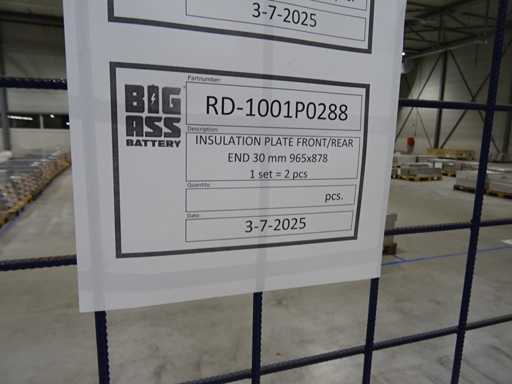 3-7-2025
BIG
ASS
BATTERY
Partnumber:
RD-1001P0288
Description:
INSULATION PLATE FRONT/REAR
END 30 mm 965x878
1 set = 2 pcs
Quantity:
pcs.
Date:
3-7-2025